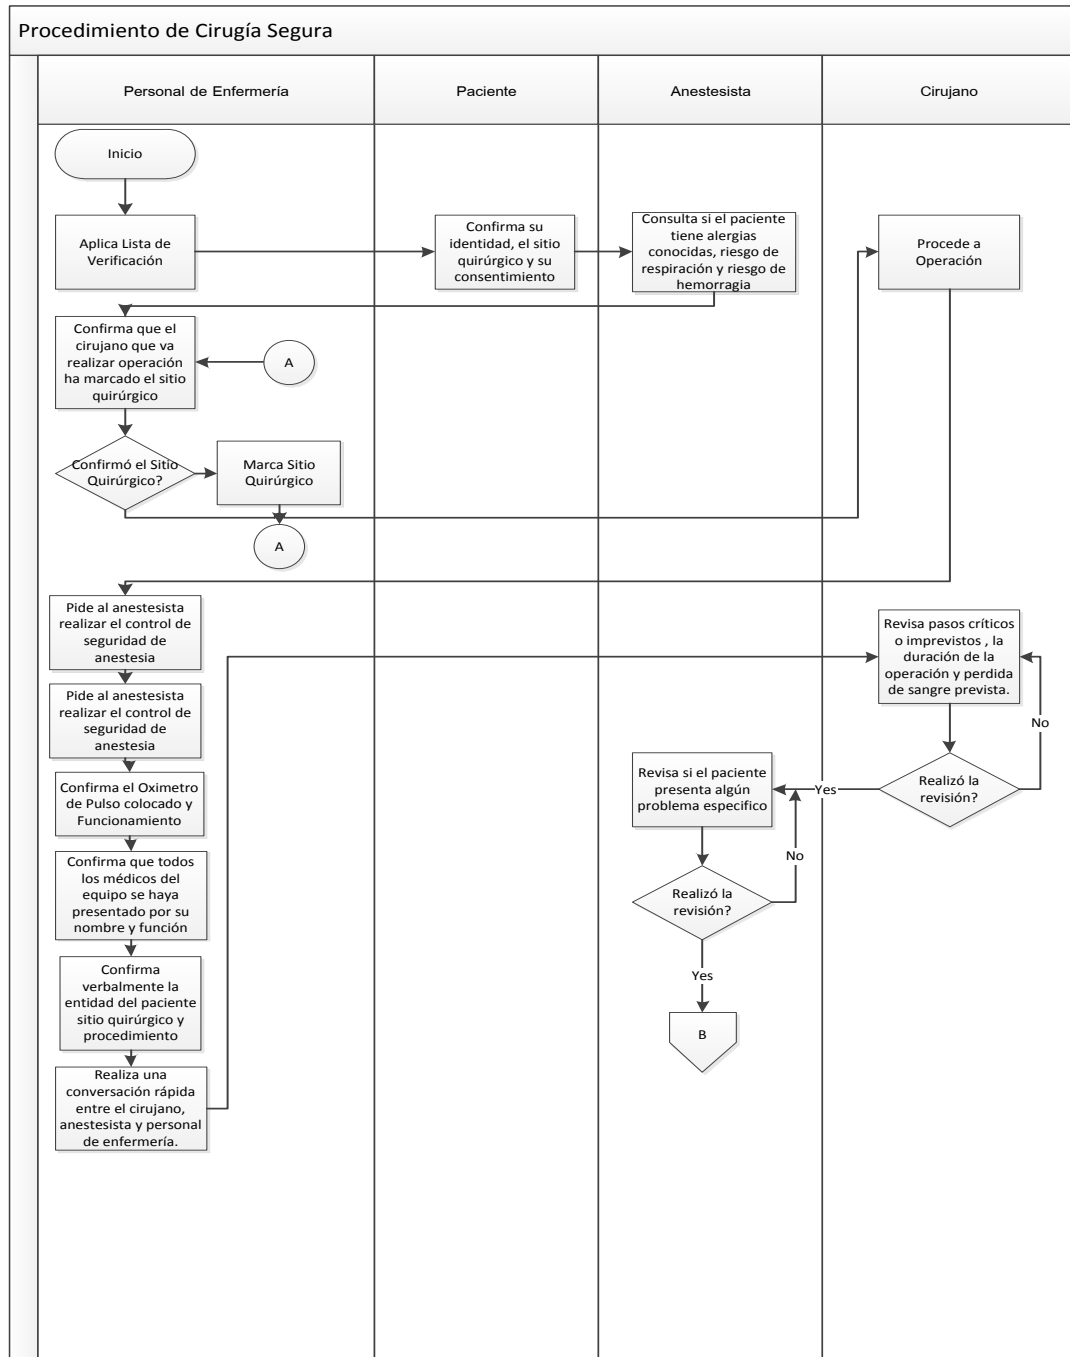 Procedimiento de Cirugía Segura
Personal de Enfermería
Paciente
Anestesista
Cirujano
Inicio
Aplica Lista de
Verificación
Confirma su
identidad, el sitio
quirúrgico y su
consentimiento
Consulta si el paciente
tiene alergias
conocidas, riesgo de
respiración y riesgo de
hemorragia
Procede a
Operación
Confirma que el
cirujano que va
realizar operación
ha marcado el sitio
quirúrgico
A
Confirmó el Sitio
Quirúrgico?
Marca Sitio
Quirúrgico
A
Pide al anestesista
realizar el control de
seguridad de
anestesia
Pide al anestesista
realizar el control de
seguridad de
anestesia
Confirma el Oximetro
de Pulso colocado y
Funcionamiento
Confirma que todos
los médicos del
equipo se haya
presentado por su
nombre y función
Confirma
verbalmente la
entidad del paciente
sitio quirúrgico y
procedimiento
Realiza una
conversación rápida
entre el cirujano,
anestesista y personal
de enfermería.
Revisa pasos críticos
o imprevistos , la
duración de la
operación y perdida
de sangre prevista.
No
Realizó la
revisión?
Yes
Revisa si el paciente
presenta algún
problema especifico
No
Realizó la
revisión?
Yes
B